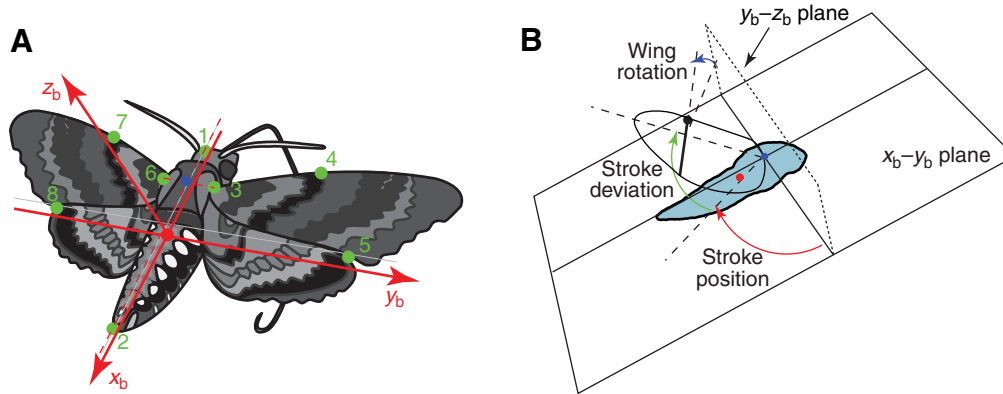 A
z_b
7
1
4
6
3
8
5
y_b
2
x_b
B
y_b–z_b plane
Wing
rotation
x_b–y_b plane
Stroke
deviation
Stroke
position